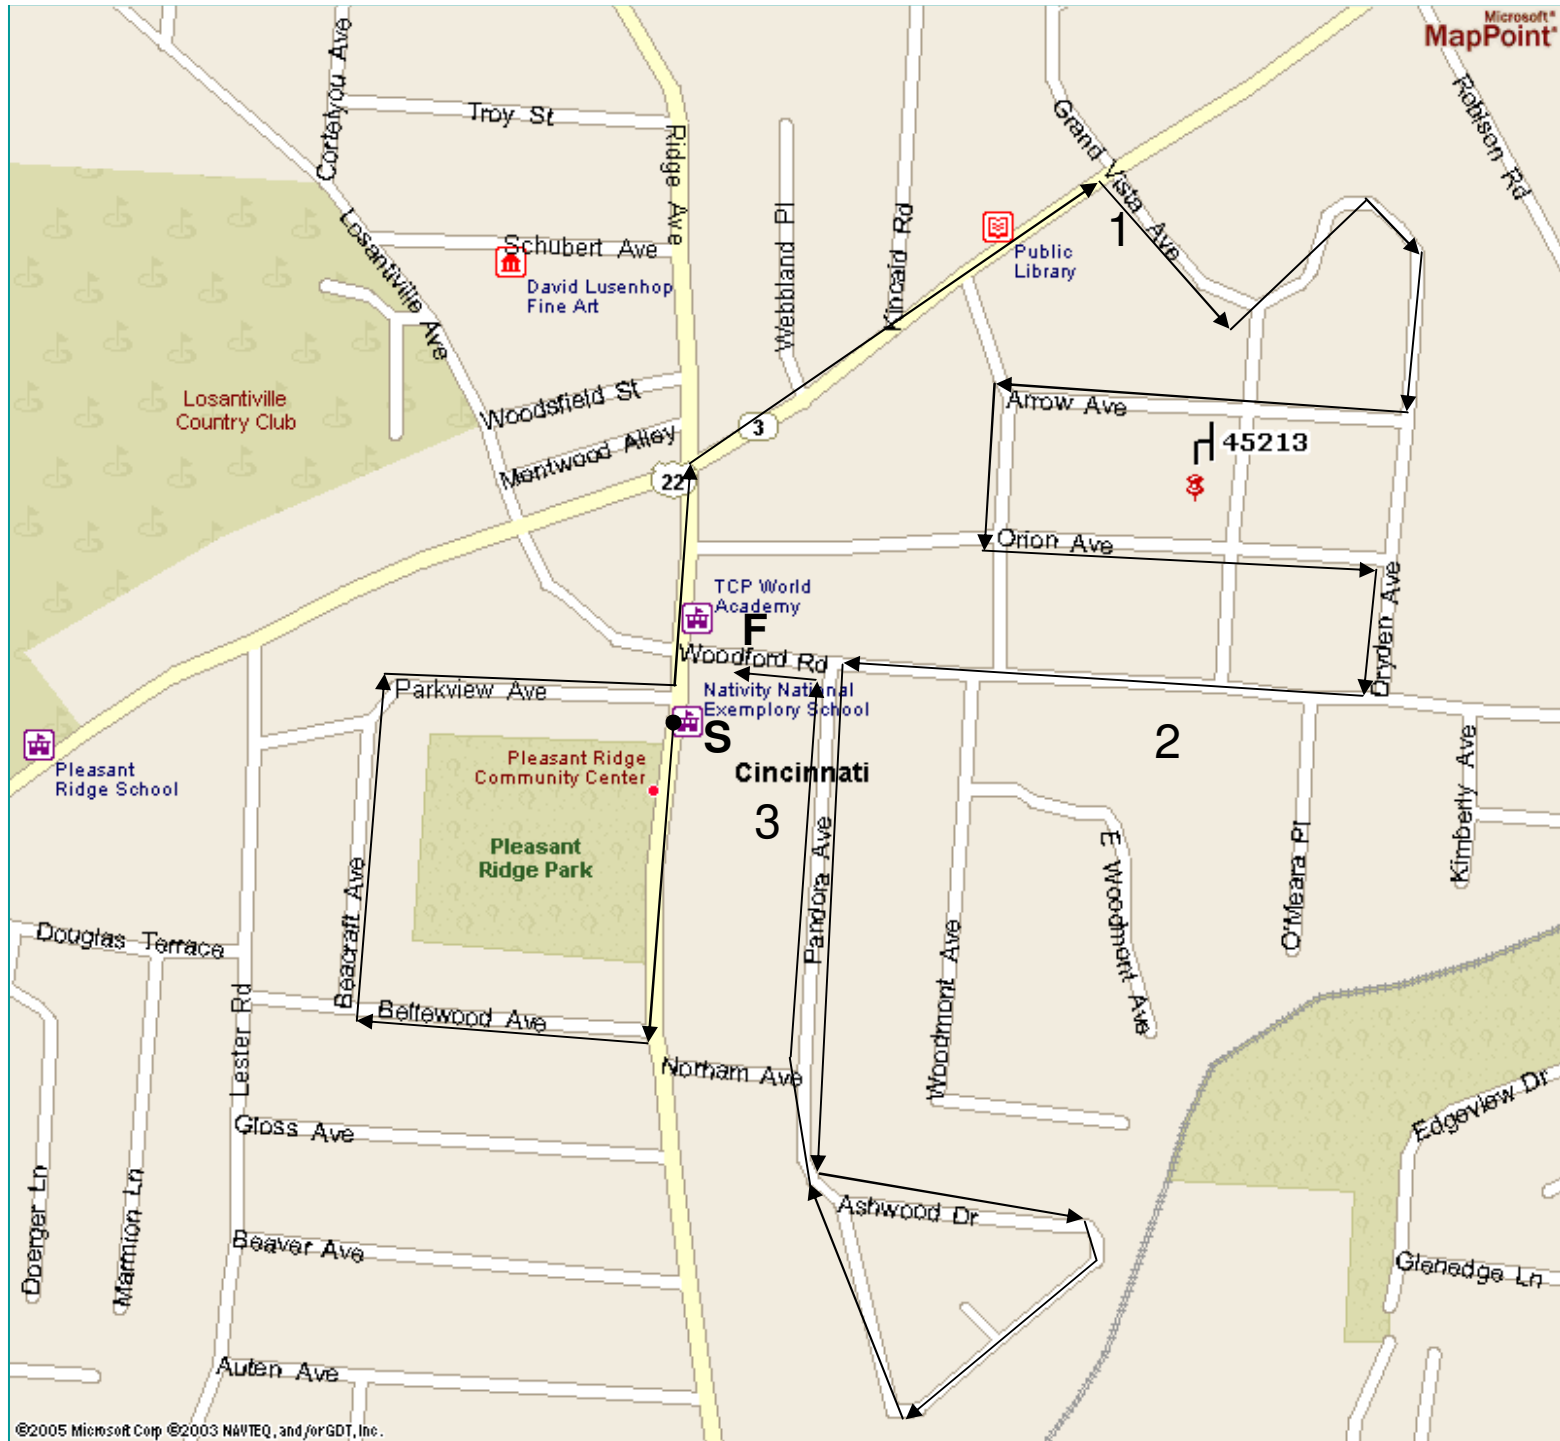 Microsoft®
MapPoint®
Corteiyou Ave
Troy St
Ridge Ave
Grand Vista Ave
Robison Rd
Losantiville Ave
Schubert Ave
David Lusenhop
Fine Art
Webbland Pl
Kincaid Rd
Public
Library
1
Losantiville
Country Club
Woodsfield St
Mentwood Alley
3
22
Arrow Ave
45213
Orion Ave
TCP World
Academy
F
Woodford Rd
Dryden Ave
Parkview Ave
Nativity National
Exemplory School
S
2
Pleasant
Ridge School
Pleasant Ridge
Community Center
Cincinnati
3
Pleasant
Ridge Park
Pandora Ave
E Woodmont Ave
O'Meara Pl
Kimberly Ave
Beacraft Ave
Douglas Terrace
Lester Rd
Bellewood Ave
Woodmont Ave
Norham Ave
Edgeview Dr
Gloss Ave
Doerger Ln
Marmion Ln
Ashwood Dr
Beaver Ave
Glenedge Ln
Auten Ave
©2005 Microsoft Corp ©2003 NAVTEQ, and/or GDT, Inc.